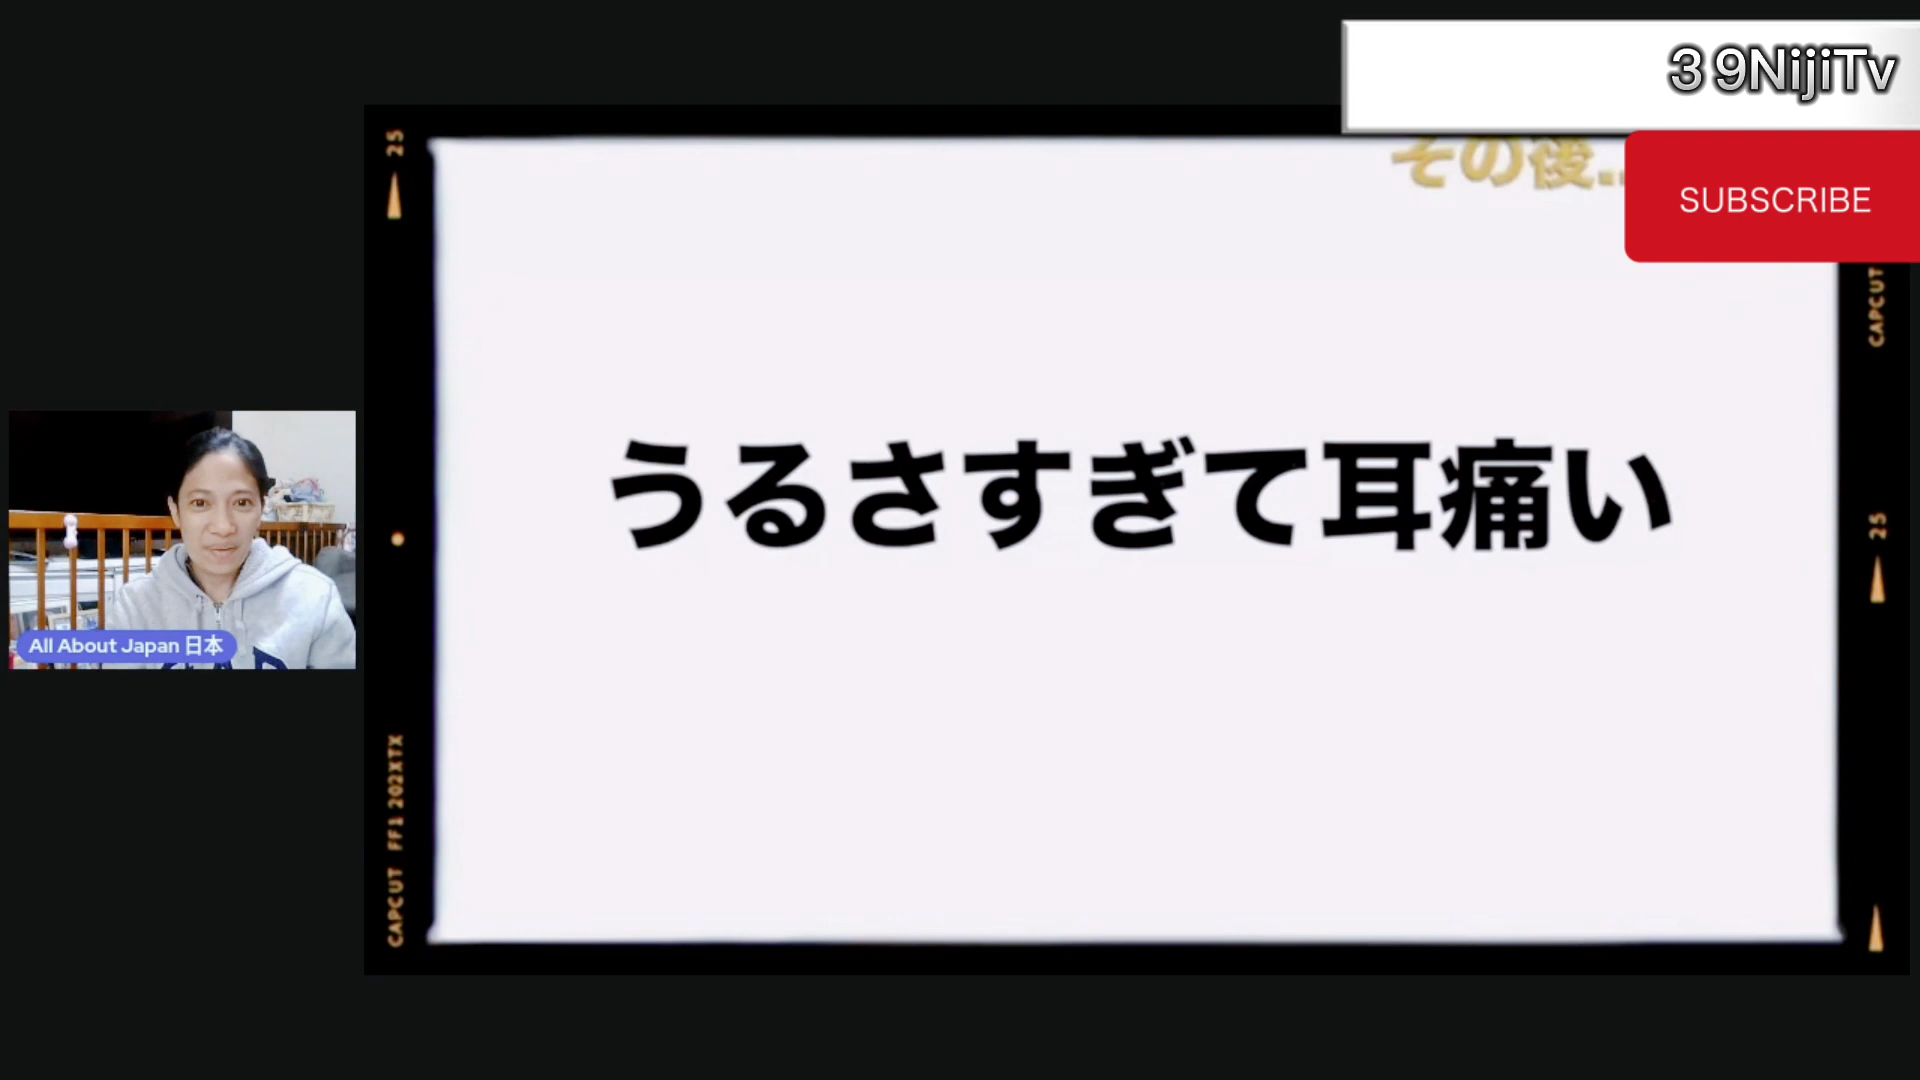 3 9NijiTv
SUBSCRIBE
その後..
25
CAPCUT
うるさすぎて耳痛い
25
All About Japan 日本
CAPCUT FF1 202XTX